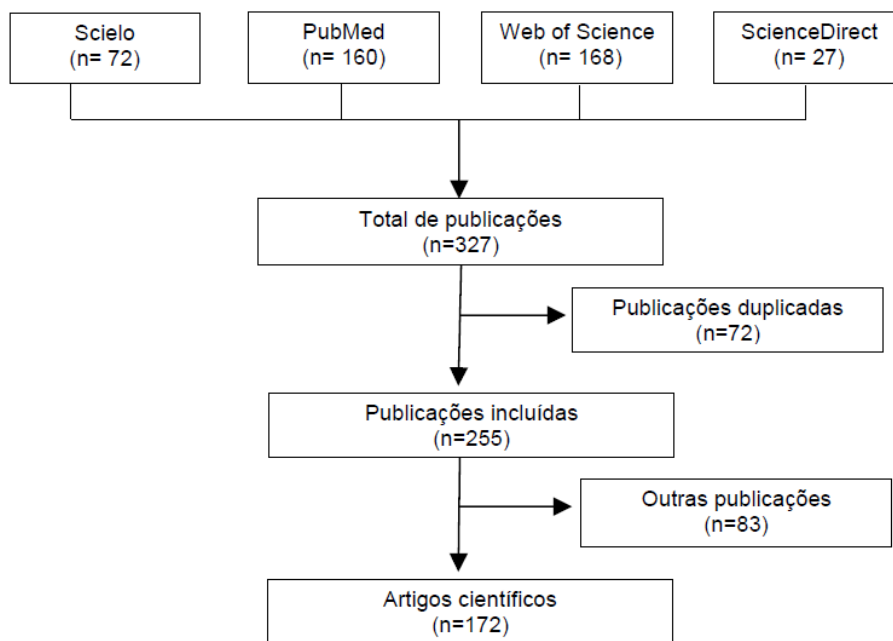 Scielo
(n= 72)
PubMed
(n= 160)
Web of Science
(n= 168)
ScienceDirect
(n= 27)
Total de publicações
(n=327)
Publicações duplicadas
(n=72)
Publicações incluídas
(n=255)
Outras publicações
(n=83)
Artigos científicos
(n=172)